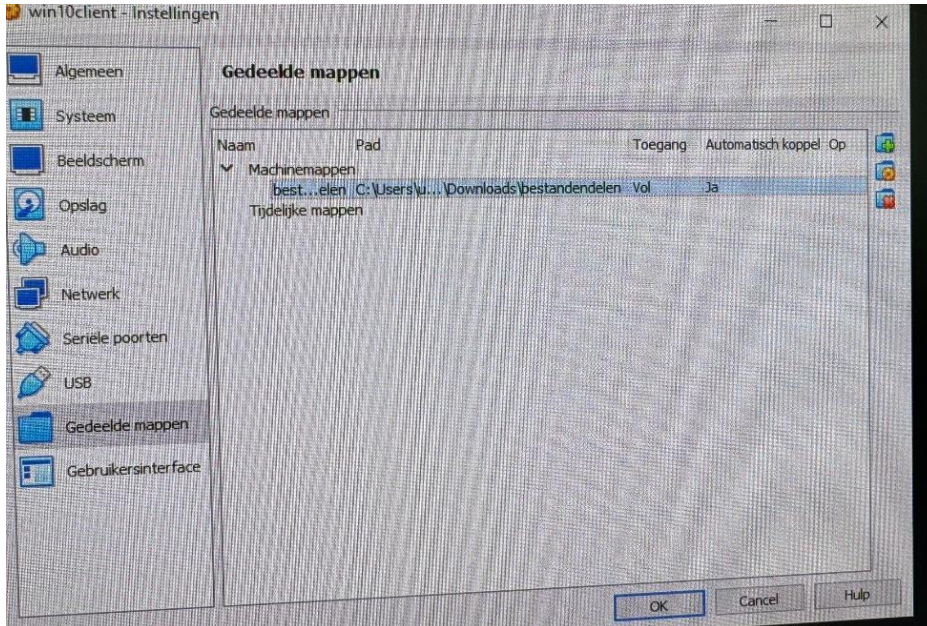 win10client - Instellingen
Algemeen
Systeem
Beeldscherm
Opslag
Audio
Netwerk
Seriële poorten
USB
Gedeelde mappen
Gebruikersinterface
Gedeelde mappen
Gedeelde mappen
Naam Pad Toegang Automatisch koppel Op
Machinemappen
best...elen C:\Users\u...\Downloads\bestandendelen Vol Ja
Tijdelijke mappen
OK Cancel Hulp